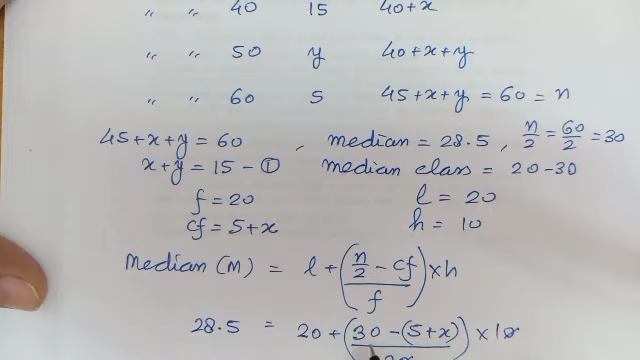 " " 40 15 40+x
" " 50 y 40+x+y
" " 60 5 45+x+y = 60 = n
45+x+y = 60 , median = 28.5 , n/2 = 60/2 = 30
x+y = 15 - ① median class = 20-30
f = 20 l = 20
cf = 5+x h = 10
Median (M) = l + ((n/2 - cf)/f) × h
28.5 = 20 + ((30 - (5+x))/20) × 10